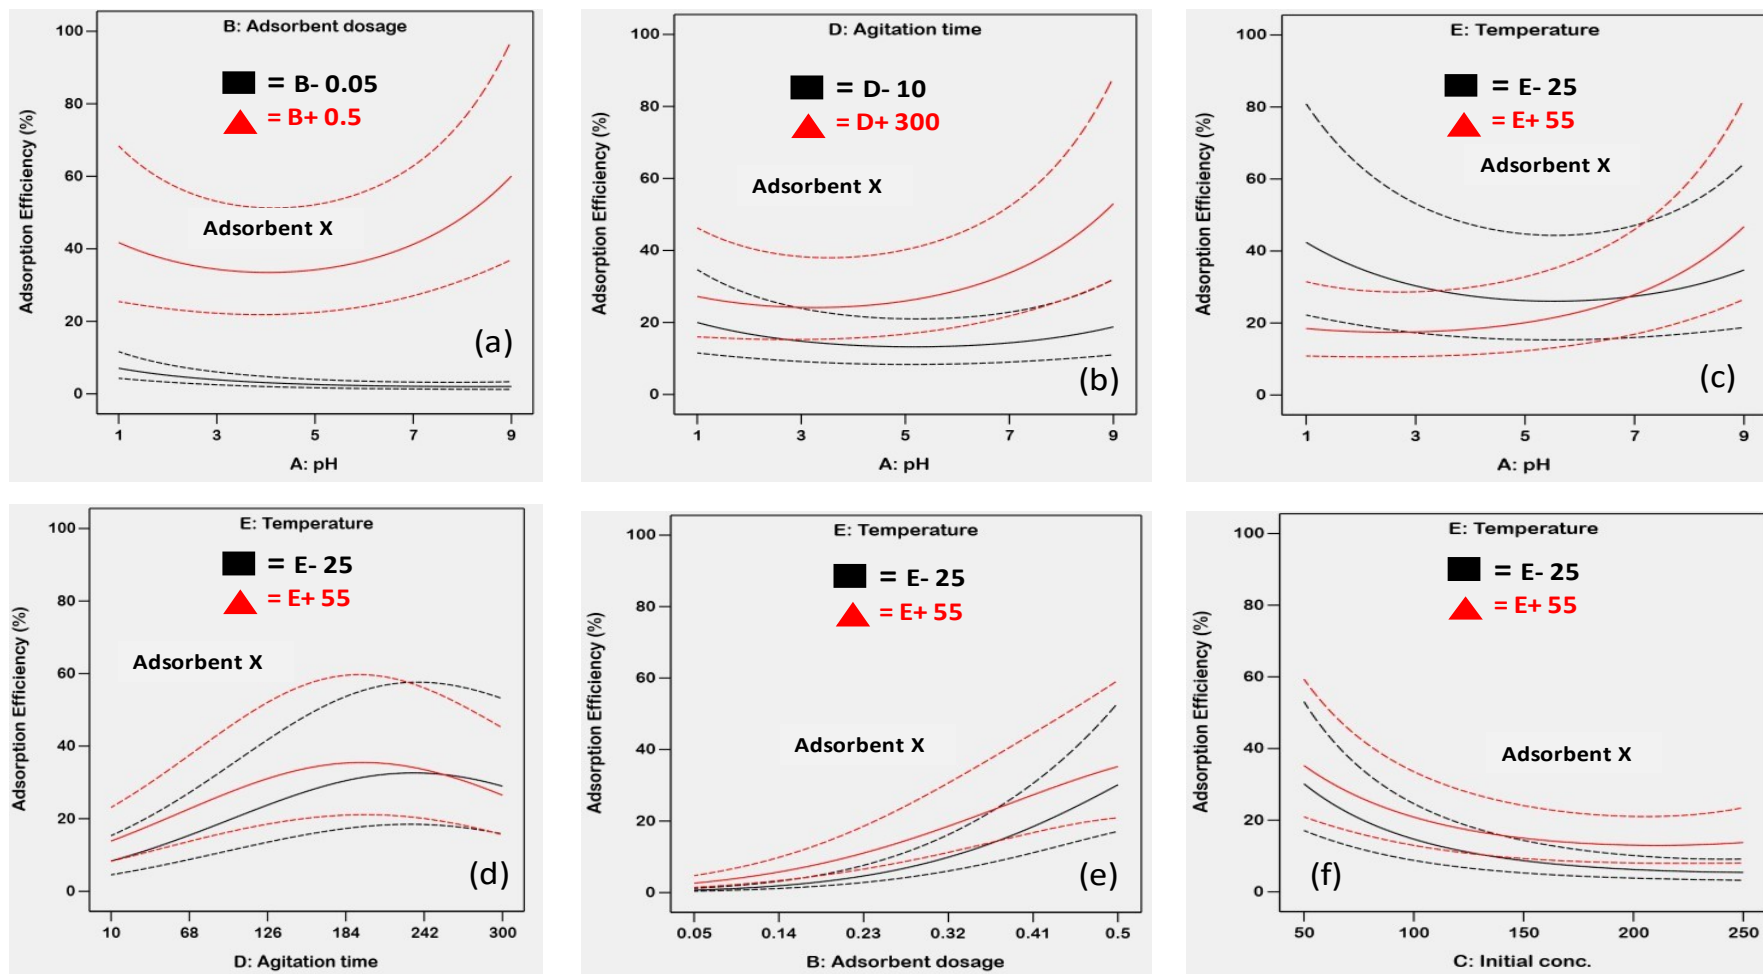 B: Adsorbent dosage
= B- 0.05
= B+ 0.5
Adsorbent X
(a)
Adsorption Efficiency (%)
100
80
60
40
20
0
1 3 5 7 9
A: pH
D: Agitation time
= D- 10
= D+ 300
Adsorbent X
(b)
Adsorption Efficiency (%)
100
80
60
40
20
0
1 3 5 7 9
A: pH
E: Temperature
= E- 25
= E+ 55
Adsorbent X
(c)
Adsorption Efficiency (%)
100
80
60
40
20
0
1 3 5 7 9
A: pH
E: Temperature
= E- 25
= E+ 55
Adsorbent X
(d)
Adsorption Efficiency (%)
100
80
60
40
20
0
10 68 126 184 242 300
D: Agitation time
E: Temperature
= E- 25
= E+ 55
Adsorbent X
(e)
Adsorption Efficiency (%)
100
80
60
40
20
0
0.05 0.14 0.23 0.32 0.41 0.5
B: Adsorbent dosage
E: Temperature
= E- 25
= E+ 55
Adsorbent X
(f)
Adsorption Efficiency (%)
100
80
60
40
20
0
50 100 150 200 250
C: Initial conc.